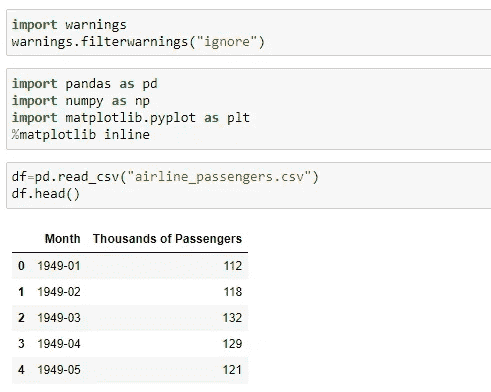 import warnings
warnings.filterwarnings("ignore")
import pandas as pd
import numpy as np
import matplotlib.pyplot as plt
%matplotlib inline
df=pd.read_csv("airline_passengers.csv")
df.head()
Month Thousands of Passengers
0 1949-01 112
1 1949-02 118
2 1949-03 132
3 1949-04 129
4 1949-05 121